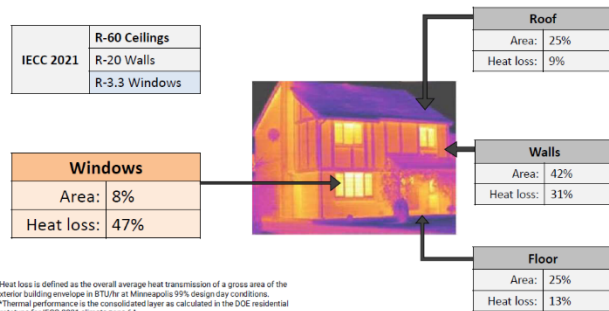 IECC 2021
R-60 Ceilings
R-20 Walls
R-3.3 Windows
Roof
Area: 25%
Heat loss: 9%
Windows
Area: 8%
Heat loss: 47%
Walls
Area: 42%
Heat loss: 31%
Floor
Area: 25%
Heat loss: 13%
Heat loss is defined as the overall average heat transmission of a gross area of the
xterior building envelope in BTU/hr at Minneapolis 99% design day conditions.
*Thermal performance is the consolidated layer as calculated in the DOE residential